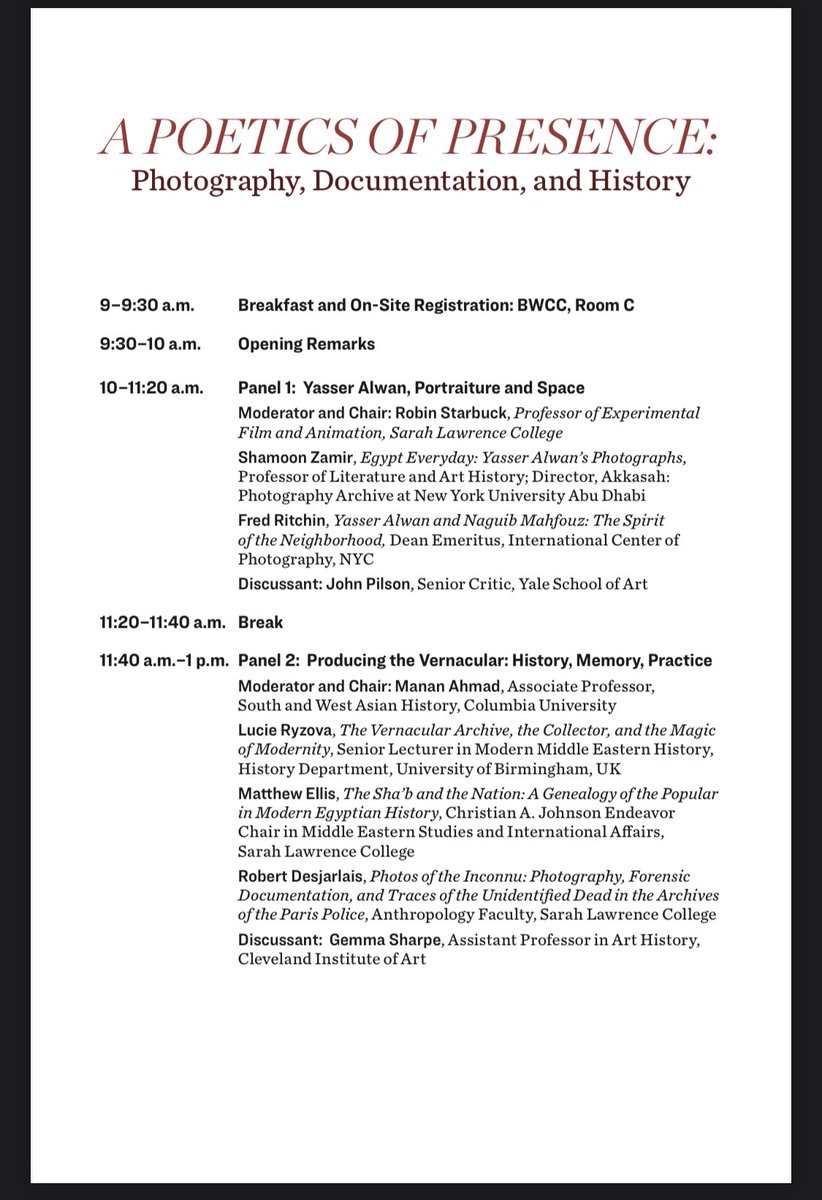 A POETICS OF PRESENCE:
Photography, Documentation, and History
9–9:30 a.m. Breakfast and On-Site Registration: BWCC, Room C
9:30–10 a.m. Opening Remarks
10–11:20 a.m. Panel 1: Yasser Alwan, Portraiture and Space
Moderator and Chair: Robin Starbuck, Professor of Experimental
Film and Animation, Sarah Lawrence College
Shamoon Zamir, Egypt Everyday: Yasser Alwan’s Photographs,
Professor of Literature and Art History; Director, Akkasah:
Photography Archive at New York University Abu Dhabi
Fred Ritchin, Yasser Alwan and Naguib Mahfouz: The Spirit
of the Neighborhood, Dean Emeritus, International Center of
Photography, NYC
Discussant: John Pilson, Senior Critic, Yale School of Art
11:20–11:40 a.m. Break
11:40 a.m.–1 p.m. Panel 2: Producing the Vernacular: History, Memory, Practice
Moderator and Chair: Manan Ahmad, Associate Professor,
South and West Asian History, Columbia University
Lucie Ryzova, The Vernacular Archive, the Collector, and the Magic
of Modernity, Senior Lecturer in Modern Middle Eastern History,
History Department, University of Birmingham, UK
Matthew Ellis, The Sha’b and the Nation: A Genealogy of the Popular
in Modern Egyptian History, Christian A. Johnson Endeavor
Chair in Middle Eastern Studies and International Affairs,
Sarah Lawrence College
Robert Desjarlais, Photos of the Inconnu: Photography, Forensic
Documentation, and Traces of the Unidentified Dead in the Archives
of the Paris Police, Anthropology Faculty, Sarah Lawrence College
Discussant: Gemma Sharpe, Assistant Professor in Art History,
Cleveland Institute of Art